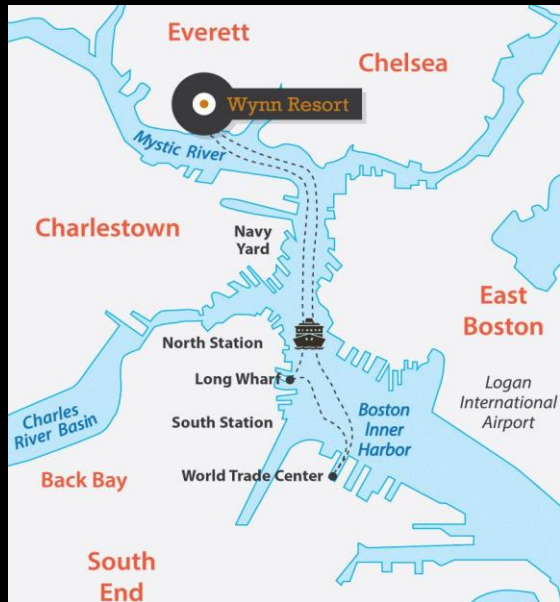 Everett
Chelsea
Wynn Resort
Mystic River
Charlestown
Navy
Yard
East
Boston
North Station
Long Wharf
Logan
International
Airport
Boston
Inner
Harbor
Charles
River Basin
South Station
World Trade Center
Back Bay
South
End